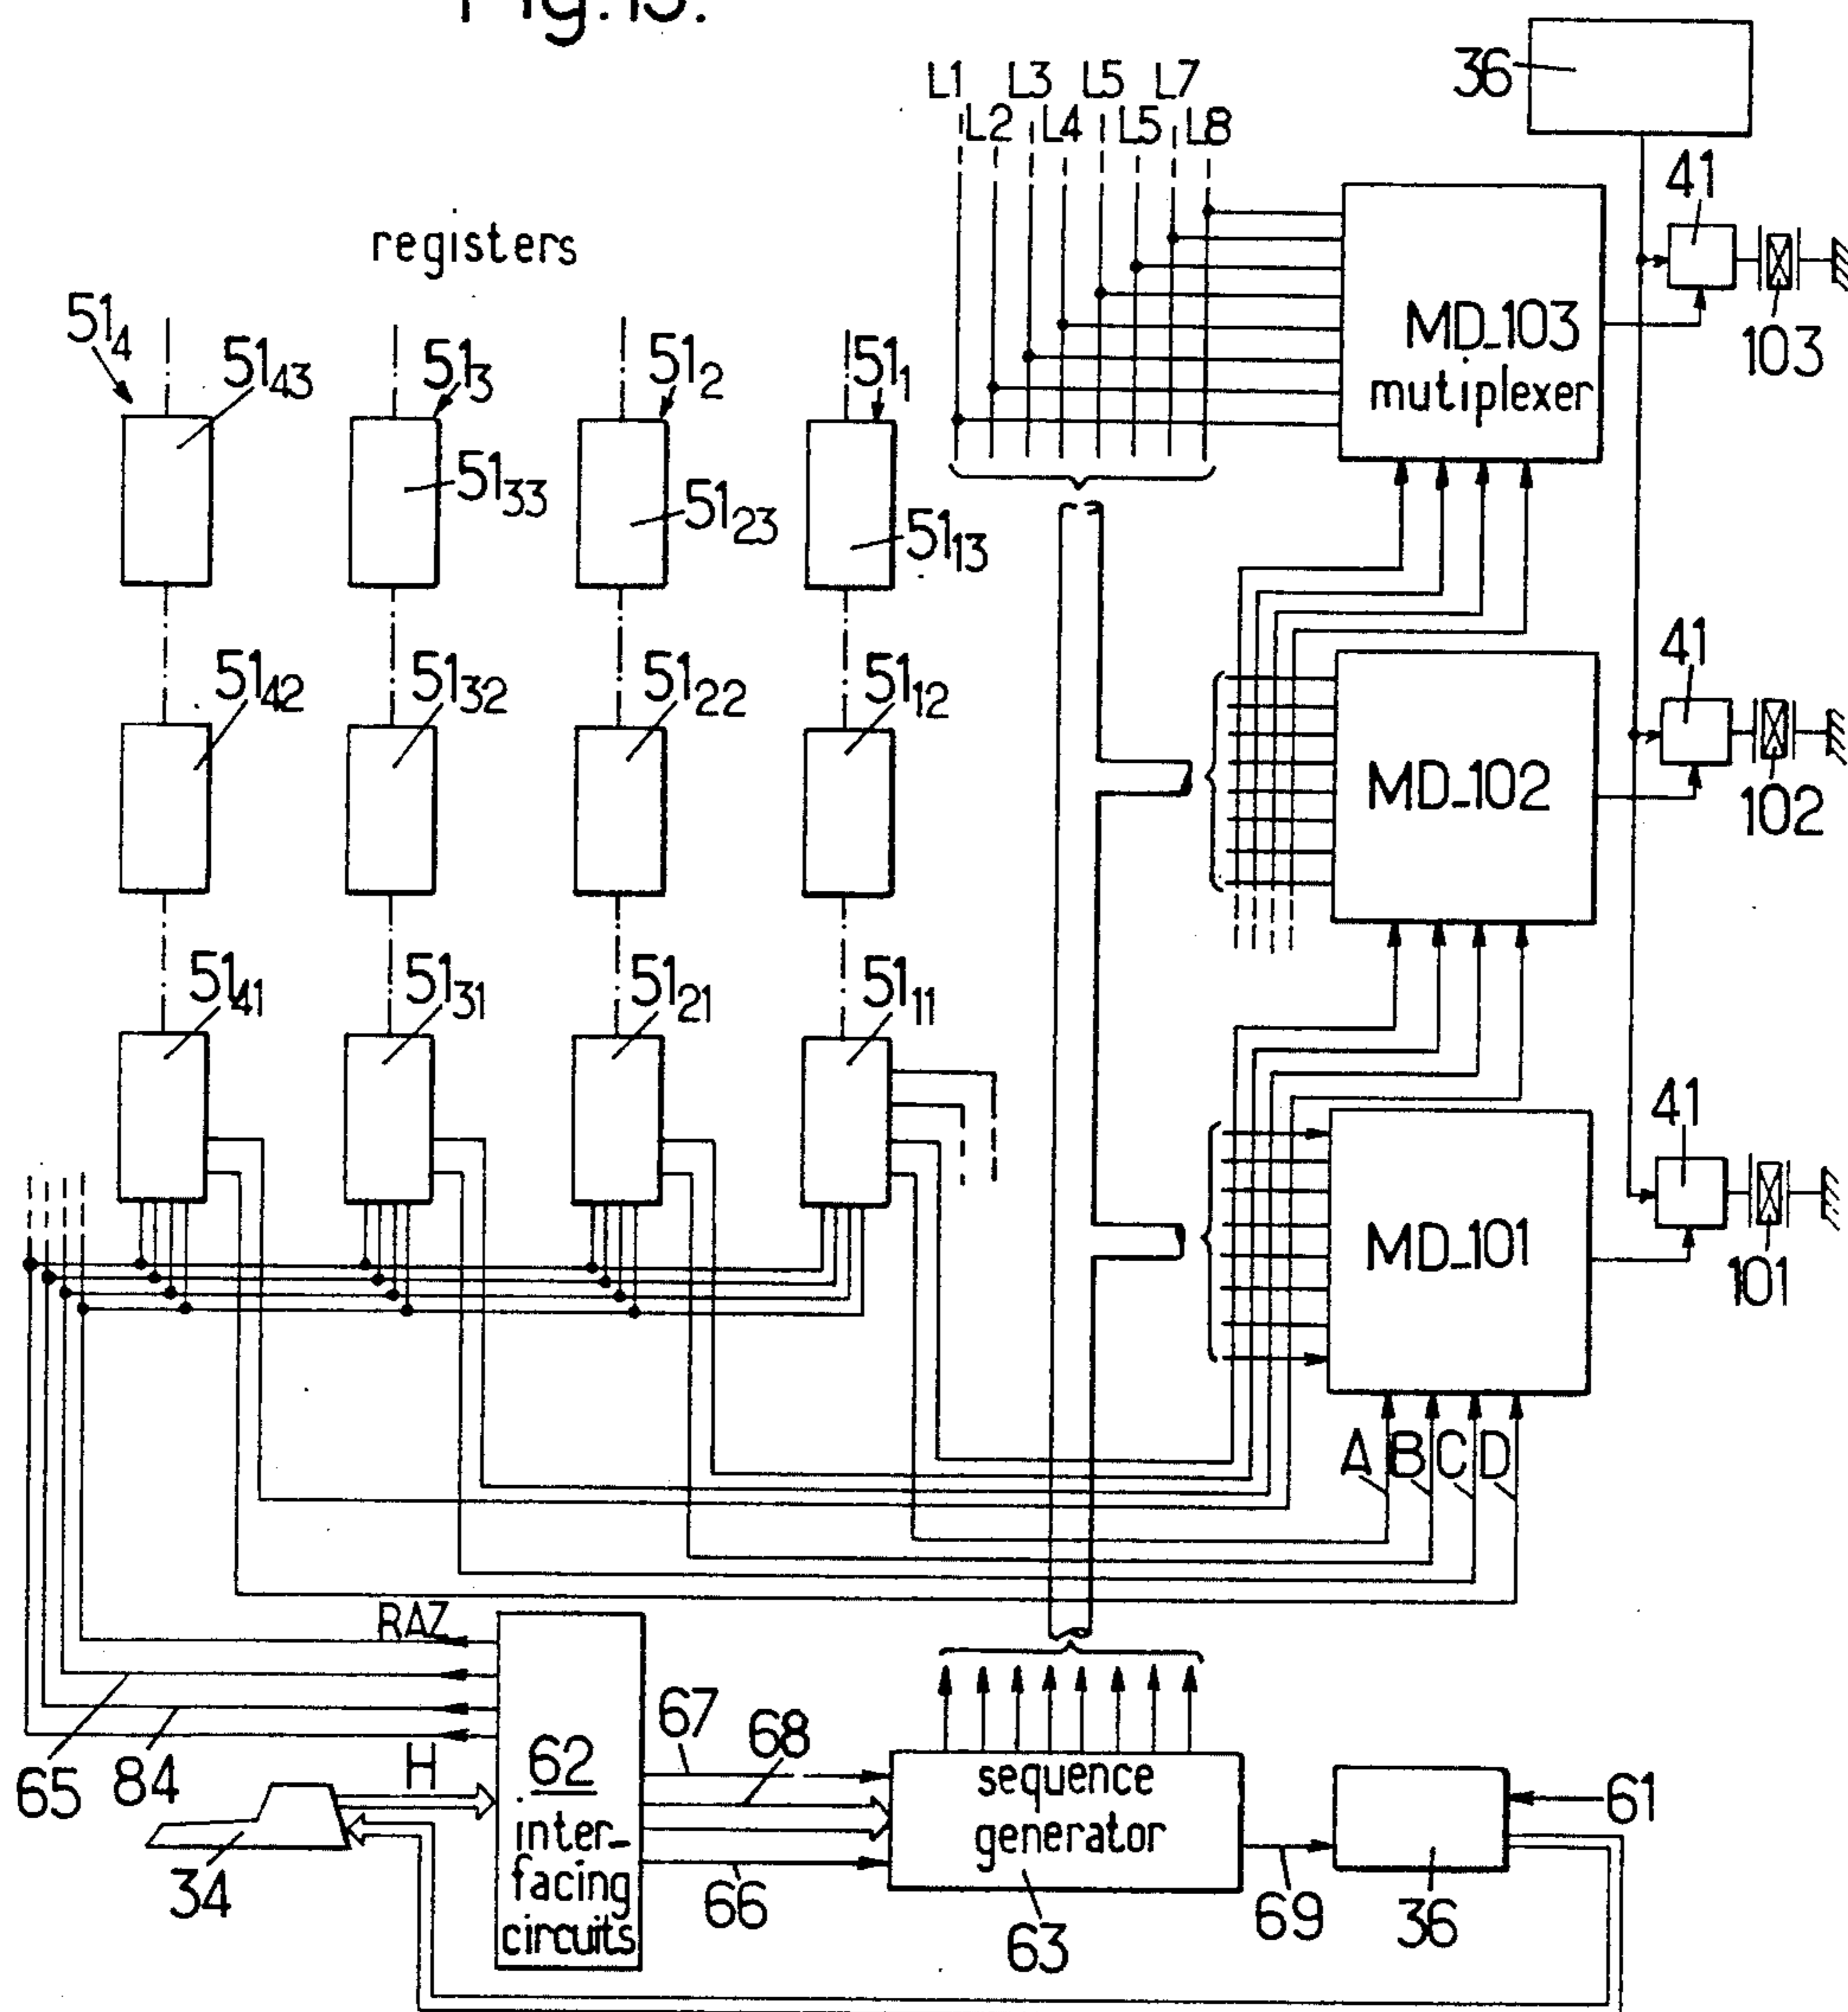 Fig.15.
36
L1 L3 L5 L7
L2 L4 L5 L8
41
registers
MD_103
mutiplexer
103
51₄ 51₄₃ 51₃ 51₂ 51₁
51₃₃ 51₂₃ 51₁₃
41
51₄₂ 51₃₂ 51₂₂ 51₁₂
MD_102
102
51₄₁ 51₃₁ 51₂₁ 51₁₁
41
MD_101
101
A B C D
RAZ
67 68
65 84 H
62
inter-
facing
circuits
sequence
generator
61
34 66 63 69 36